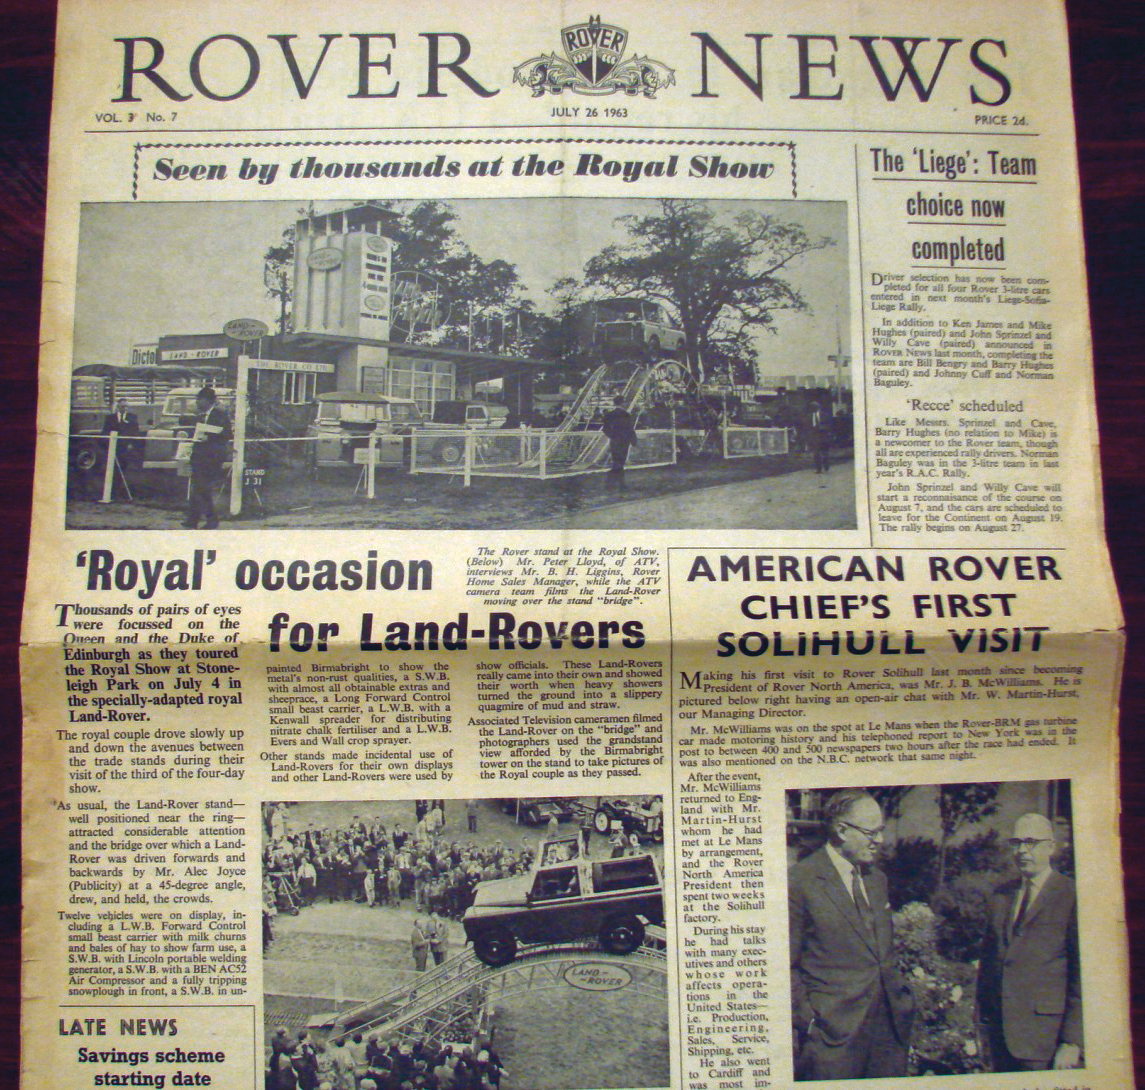 ROVER NEWS
ROVER
VOL. 3 No. 7
JULY 26 1963
PRICE 2d.
Seen by thousands at the Royal Show
LAND-ROVER
LAND-ROVER
THE ROVER CO LTD
STAND
J 31
The 'Liege': Team
choice now
completed
Driver selection has now been com-
pleted for all four Rover 3-litre cars
entered in next month's Liege-Sofia-
Liege Rally.
In addition to Ken James and Mike
Hughes (paired) and John Sprinzel and
Willy Cave (paired) announced in
ROVER NEWS last month, completing the
team are Bill Bengry and Barry Hughes
(paired) and Johnny Cuff and Norman
Baguley.
'Recce' scheduled
Like Messrs. Sprinzel and Cave,
Barry Hughes (no relation to Mike) is
a newcomer to the Rover team, though
all are experienced rally drivers. Norman
Baguley was in the 3-litre team in last
year's R.A.C. Rally.
John Sprinzel and Willy Cave will
start a reconnaisance of the course on
August 7, and the cars are scheduled to
leave for the Continent on August 19.
The rally begins on August 27.
'Royal' occasion
for Land-Rovers
The Rover stand at the Royal Show.
(Below) Mr. Peter Lloyd, of ATV,
interviews Mr. B. H. Liggins, Rover
Home Sales Manager, while the ATV
camera team films the Land-Rover
moving over the stand "bridge".
Thousands of pairs of eyes
were focussed on the
Queen and the Duke of
Edinburgh as they toured
the Royal Show at Stone-
leigh Park on July 4 in
the specially-adapted royal
Land-Rover.
The royal couple drove slowly up
and down the avenues between
the trade stands during their
visit of the third of the four-day
show.
As usual, the Land-Rover stand—
well positioned near the ring—
attracted considerable attention
and the bridge over which a Land-
Rover was driven forwards and
backwards by Mr. Alec Joyce
(Publicity) at a 45-degree angle,
drew, and held, the crowds.
Twelve vehicles were on display, in-
cluding a L.W.B. Forward Control
small beast carrier with milk churns
and bales of hay to show farm use, a
S.W.B. with Lincoln portable welding
generator, a S.W.B. with a BEN AC52
Air Compressor and a fully tripping
snowplough in front, a S.W.B. in un-
painted Birmabright to show the
metal's non-rust qualities, a S.W.B.
with almost all obtainable extras and
sheeprace, a Long Forward Control
small beast carrier, a L.W.B. with a
Kenwall spreader for distributing
nitrate chalk fertiliser and a L.W.B.
Evers and Wall crop sprayer.
Other stands made incidental use of
Land-Rovers for their own displays
and other Land-Rovers were used by
show officials. These Land-Rovers
really came into their own and showed
their worth when heavy showers
turned the ground into a slippery
quagmire of mud and straw.
Associated Television cameramen filmed
the Land-Rover on the "bridge" and
photographers used the grandstand
view afforded by the Birmabright
tower on the stand to take pictures of
the Royal couple as they passed.
LAND-
ROVER
LATE NEWS
Savings scheme
starting date
AMERICAN ROVER
CHIEF'S FIRST
SOLIHULL VISIT
Making his first visit to Rover Solihull last month since becoming
President of Rover North America, was Mr. J. B. McWilliams. He is
pictured below right having an open-air chat with Mr. W. Martin-Hurst,
our Managing Director.
Mr. McWilliams was on the spot at Le Mans when the Rover-BRM gas turbine
car made motoring history and his telephoned report to New York was in the
post to between 400 and 500 newspapers two hours after the race had ended. It
was also mentioned on the N.B.C. network that same night.
After the event,
Mr. McWilliams
returned to Eng-
land with Mr.
Martin-Hurst
whom he had
met at Le Mans
by arrangement,
and the Rover
North America
President then
spent two weeks
at the Solihull
factory.
During his stay
he had talks
with many exec-
utives and others
whose work
affects opera-
tions in the
United States—
i.e. Production,
Engineering,
Sales, Service,
Shipping, etc.
He also went
to Cardiff and
was most im-